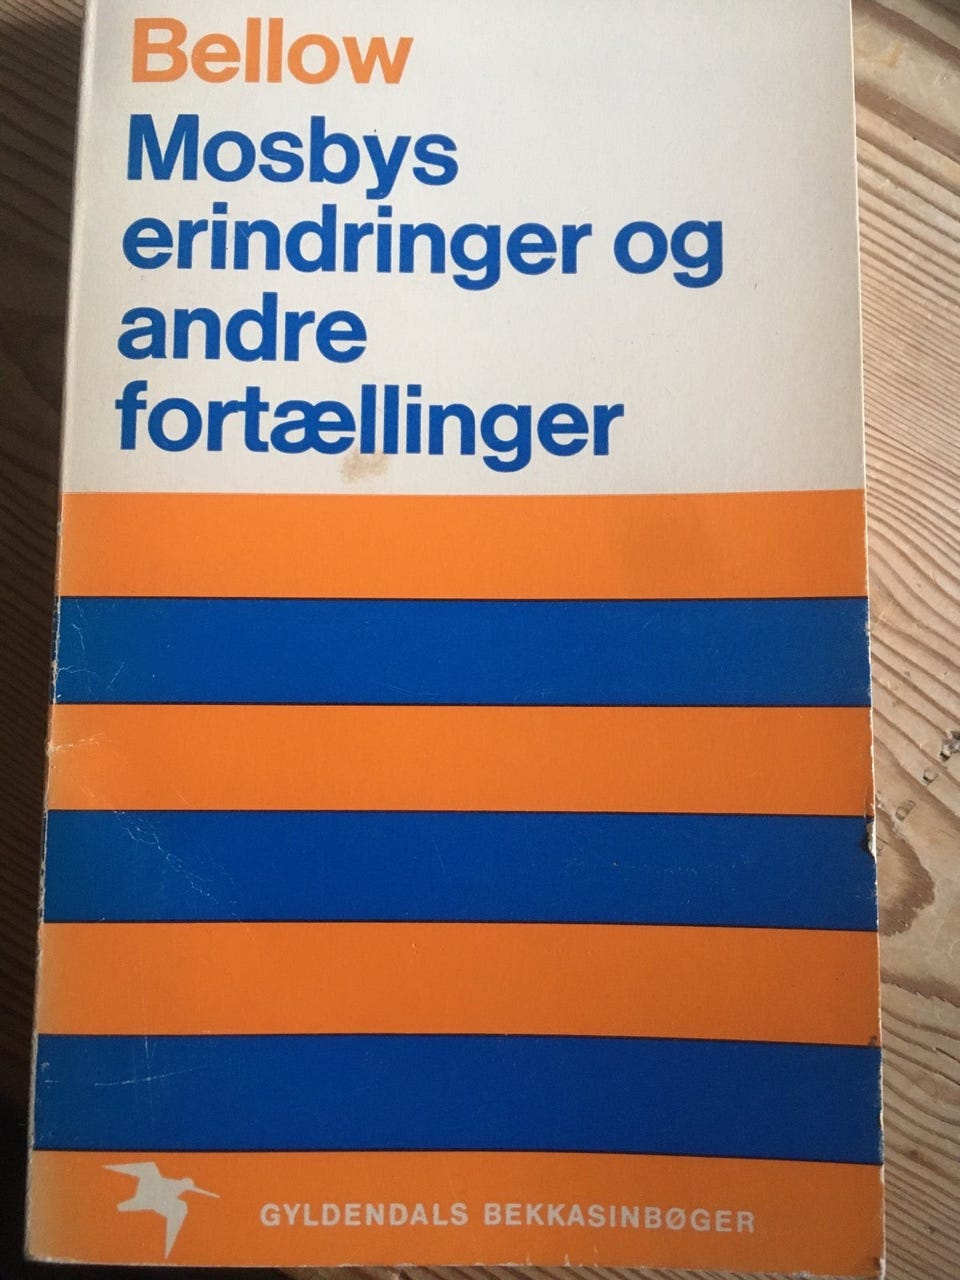 Bellow
Mosbys
erindringer og
andre
fortællinger
GYLDENDALS BEKKASINBØGER